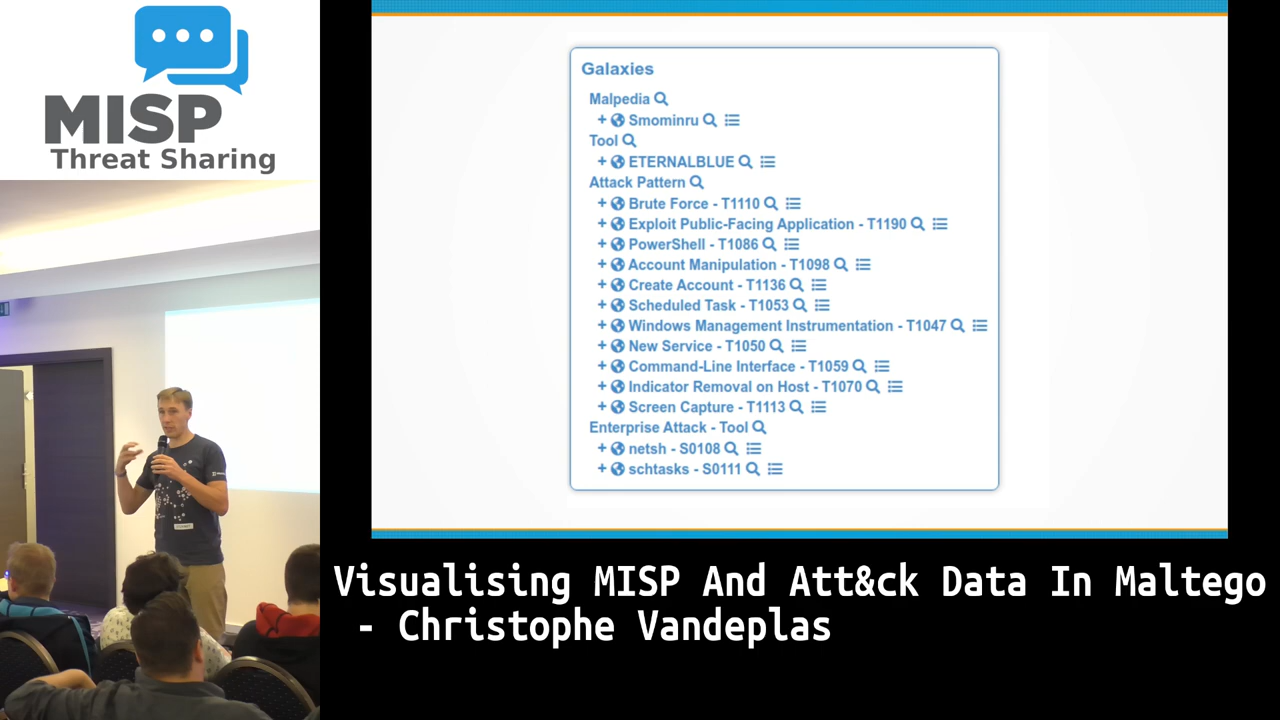 MISP
Threat Sharing
Galaxies
Malpedia
+ Smominru
Tool
+ ETERNALBLUE
Attack Pattern
+ Brute Force - T1110
+ Exploit Public-Facing Application - T1190
+ PowerShell - T1086
+ Account Manipulation - T1098
+ Create Account - T1136
+ Scheduled Task - T1053
+ Windows Management Instrumentation - T1047
+ New Service - T1050
+ Command-Line Interface - T1059
+ Indicator Removal on Host - T1070
+ Screen Capture - T1113
Enterprise Attack - Tool
+ netsh - S0108
+ schtasks - S0111
Visualising MISP And Att&ck Data In Maltego
- Christophe Vandeplas